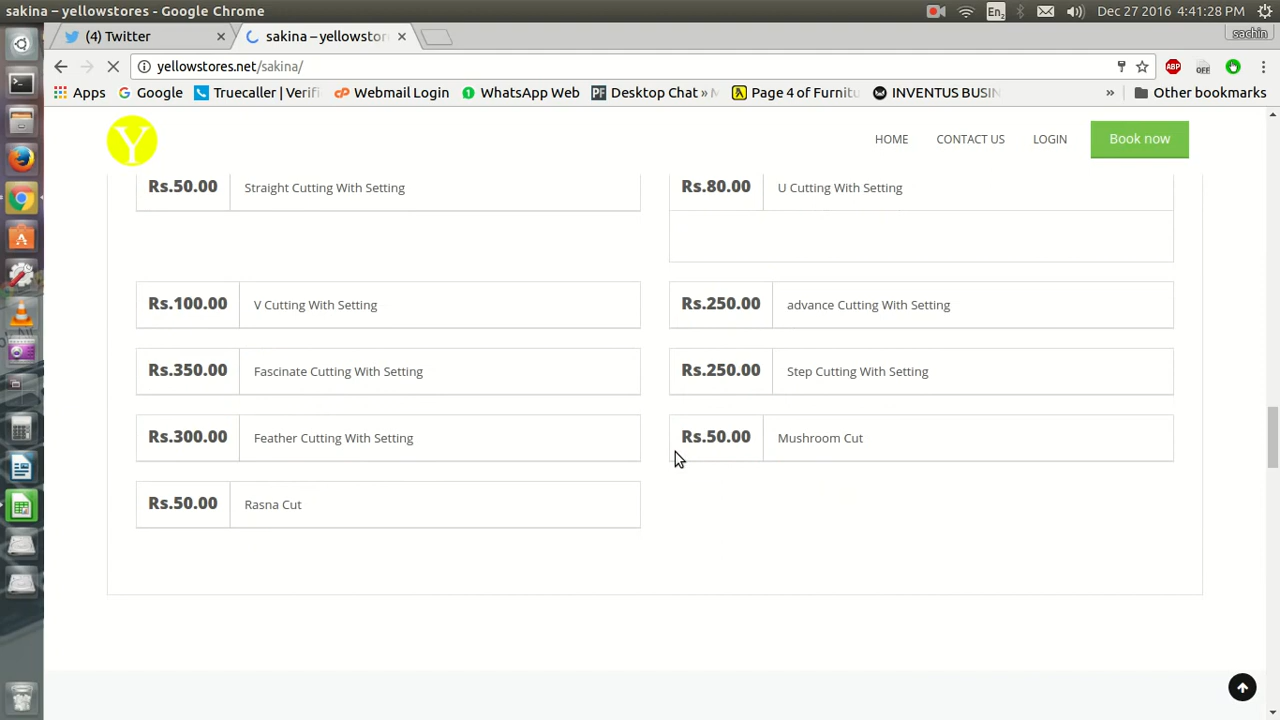 sakina – yellowstores - Google Chrome
En2
Dec 27 2016 4:41:28 PM
(4) Twitter
sakina – yellowstor
sachin
yellowstores.net/sakina/
ABP
OFF
Apps
Google
Truecaller | Verifi
Webmail Login
WhatsApp Web
Desktop Chat » M
Page 4 of Furnitu
INVENTUS BUSIN
»
Other bookmarks
Y
HOME
CONTACT US
LOGIN
Book now
Rs.50.00 Straight Cutting With Setting
Rs.80.00 U Cutting With Setting
Rs.100.00 V Cutting With Setting
Rs.250.00 advance Cutting With Setting
Rs.350.00 Fascinate Cutting With Setting
Rs.250.00 Step Cutting With Setting
Rs.300.00 Feather Cutting With Setting
Rs.50.00 Mushroom Cut
Rs.50.00 Rasna Cut